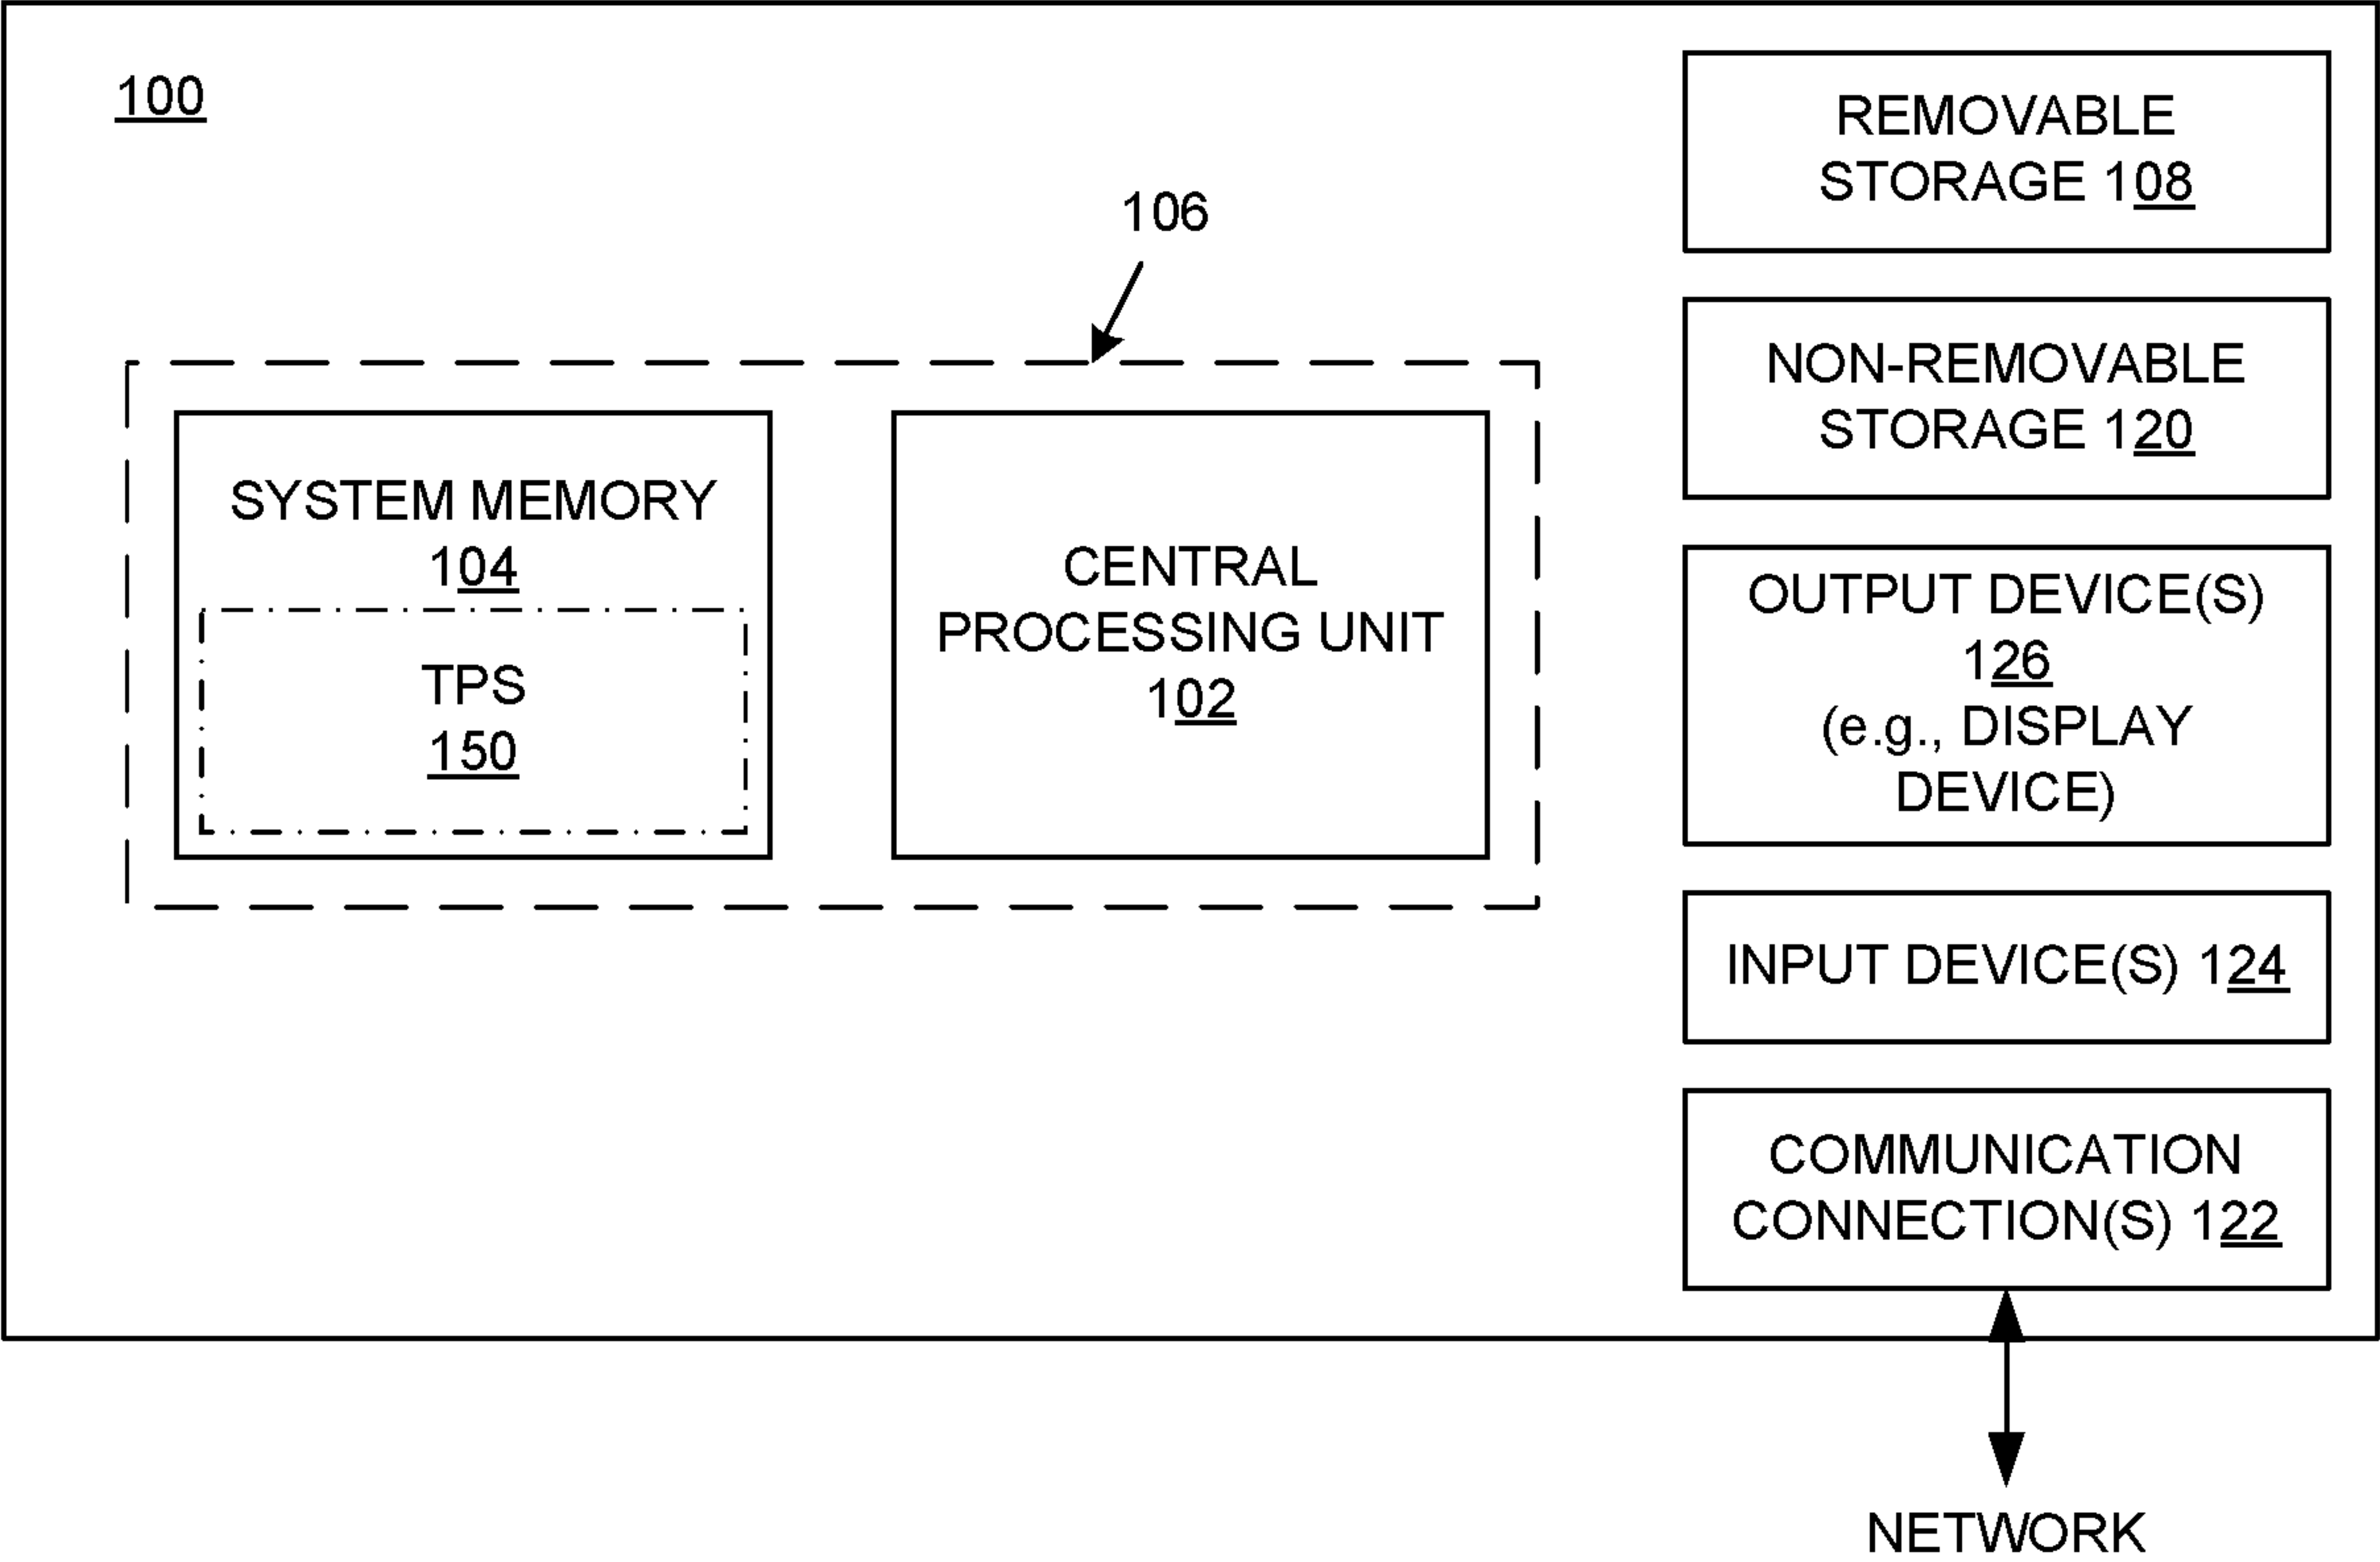 100
106
SYSTEM MEMORY
104
TPS
150
CENTRAL
PROCESSING UNIT
102
REMOVABLE
STORAGE 108
NON-REMOVABLE
STORAGE 120
OUTPUT DEVICE(S)
126
(e.g., DISPLAY
DEVICE)
INPUT DEVICE(S) 124
COMMUNICATION
CONNECTION(S) 122
NETWORK